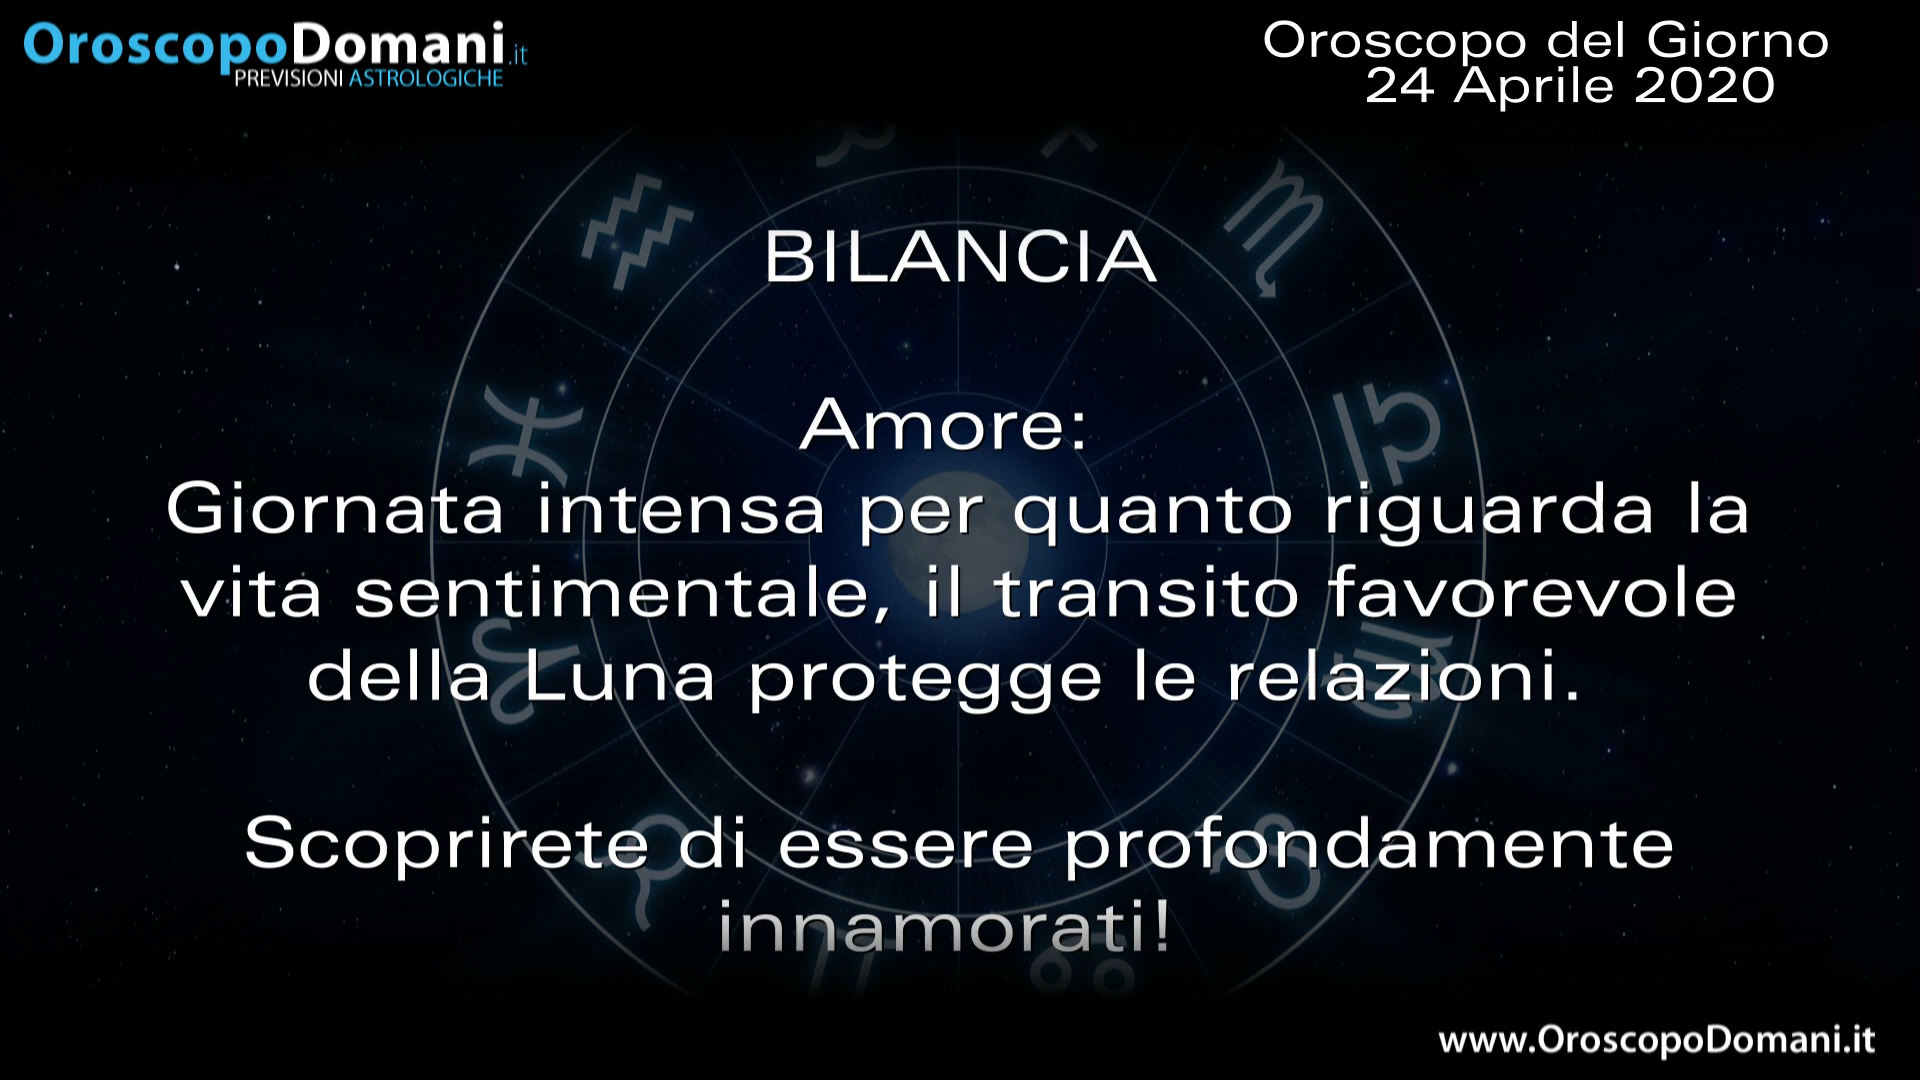 OroscopoDomani.it
PREVISIONI ASTROLOGICHE
Oroscopo del Giorno
24 Aprile 2020
BILANCIA
Amore:
Giornata intensa per quanto riguarda la
vita sentimentale, il transito favorevole
della Luna protegge le relazioni.
Scoprirete di essere profondamente
innamorati!
www.OroscopoDomani.it